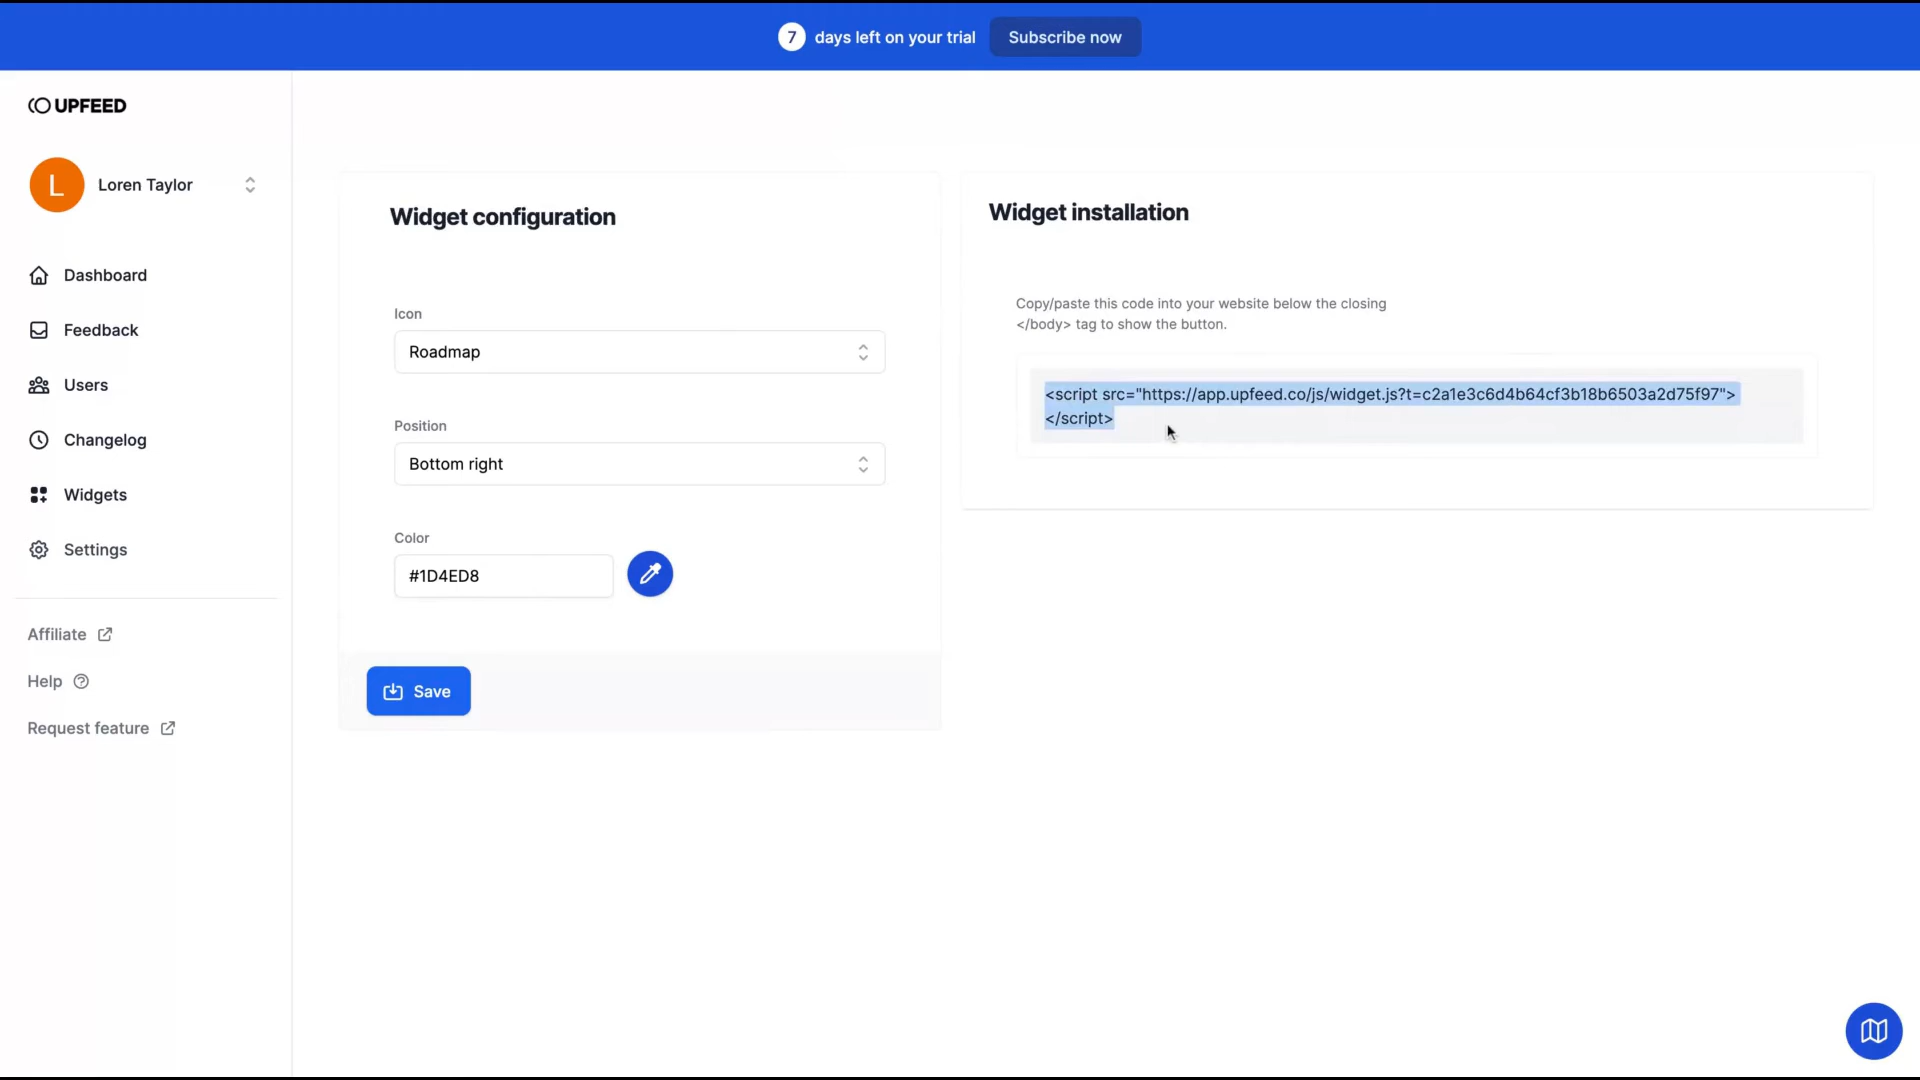 7 days left on your trial Subscribe now
UPFEED
L Loren Taylor
Dashboard
Feedback
Users
Changelog
Widgets
Settings
Affiliate
Help
Request feature
Widget configuration
Icon
Roadmap
Position
Bottom right
Color
#1D4ED8
Save
Widget installation
Copy/paste this code into your website below the closing
</body> tag to show the button.
<script src="https://app.upfeed.co/js/widget.js?t=c2a1e3c6d4b64cf3b18b6503a2d75f97">
</script>